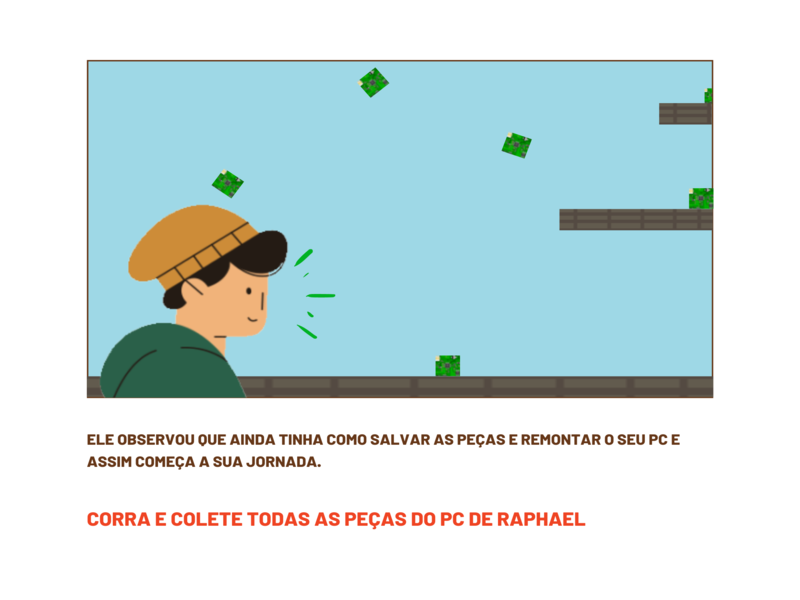 ELE OBSERVOU QUE AINDA TINHA COMO SALVAR AS PEÇAS E REMONTAR O SEU PC E
ASSIM COMEÇA A SUA JORNADA.
CORRA E COLETE TODAS AS PEÇAS DO PC DE RAPHAEL